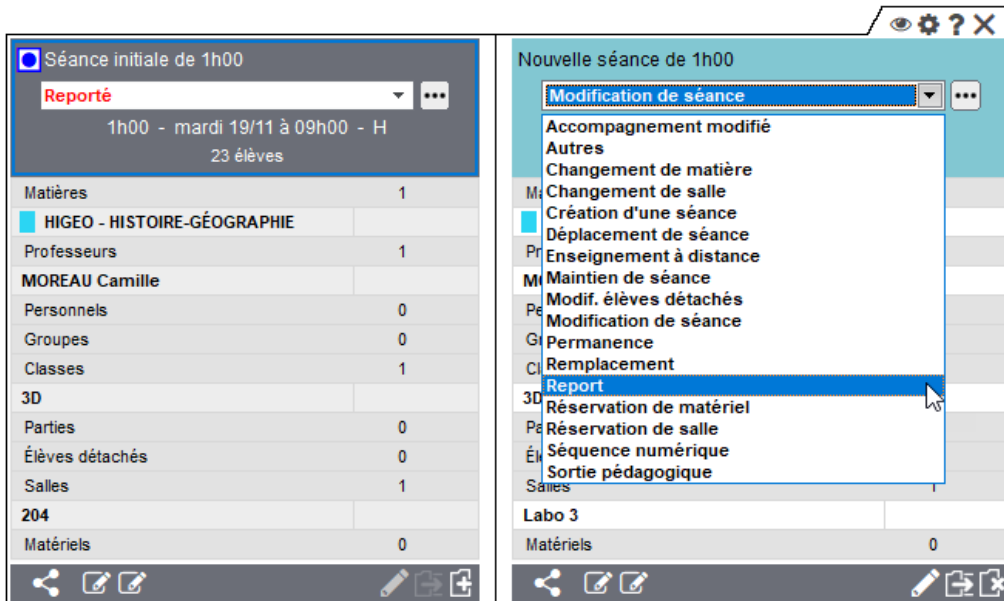 Séance initiale de 1h00
Reporté
1h00 - mardi 19/11 à 09h00 - H
23 élèves
Matières 1
HIGEO - HISTOIRE-GÉOGRAPHIE
Professeurs 1
MOREAU Camille
Personnels 0
Groupes 0
Classes 1
3D
Parties 0
Élèves détachés 0
Salles 1
204
Matériels 0
Nouvelle séance de 1h00
Modification de séance
Accompagnement modifié
Autres
Changement de matière
Changement de salle
Création d'une séance
Déplacement de séance
Enseignement à distance
Maintien de séance
Modif. élèves détachés
Modification de séance
Permanence
Remplacement
Report
Réservation de matériel
Réservation de salle
Séquence numérique
Sortie pédagogique
3D
Salles 1
Labo 3
Matériels 0